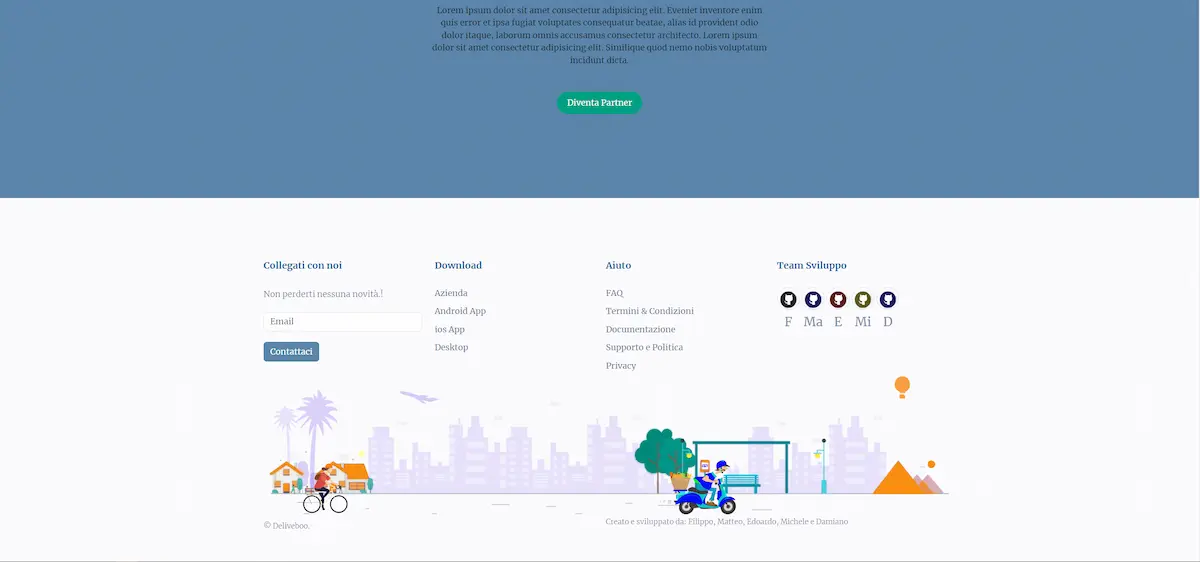 Lorem ipsum dolor sit amet consectetur adipisicing elit. Eveniet inventore enim
quis error et ipsa fugiat voluptates consequatur beatae, alias id provident odio
dolor itaque, laborum omnis accusamus consectetur architecto. Lorem ipsum
dolor sit amet consectetur adipisicing elit. Similique quod nemo nobis voluptatum
incidunt dicta.
Diventa Partner
Collegati con noi
Non perderti nessuna novità.!
Email
Contattaci
Download
Azienda
Android App
ios App
Desktop
Aiuto
FAQ
Termini & Condizioni
Documentazione
Supporto e Politica
Privacy
Team Sviluppo
F Ma E Mi D
© Deliveboo.
Creato e sviluppato da: Filippo, Matteo, Edoardo, Michele e Damiano